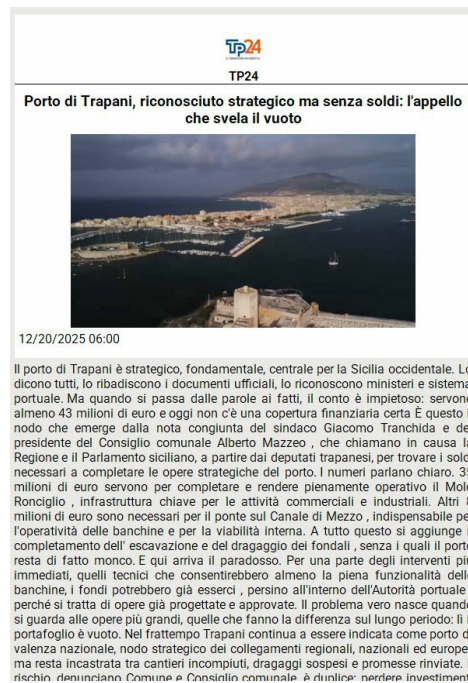 Tp24
TP24
Porto di Trapani, riconosciuto strategico ma senza soldi: l'appello
che svela il vuoto
12/20/2025 06:00
Il porto di Trapani è strategico, fondamentale, centrale per la Sicilia occidentale. Lo
dicono tutti, lo ribadiscono i documenti ufficiali, lo riconoscono ministeri e sistema
portuale. Ma quando si passa dalle parole ai fatti, il conto è impietoso: servono
almeno 43 milioni di euro e oggi non c'è una copertura finanziaria certa È questo
nodo che emerge dalla nota congiunta del sindaco Giacomo Tranchida e de
presidente del Consiglio comunale Alberto Mazzeo , che chiamano in causa la
Regione e il Parlamento siciliano, a partire dai deputati trapanesi, per trovare i sold
necessari a completare le opere strategiche del porto. I numeri parlano chiaro. 35
milioni di euro servono per completare e rendere pienamente operativo il Molo
Ronciglio , infrastruttura chiave per le attività commerciali e industriali. Altri 8
milioni di euro sono necessari per il ponte sul Canale di Mezzo , indispensabile pe
l'operatività delle banchine e per la viabilità interna. A tutto questo si aggiunge
completamento dell' escavazione e del dragaggio dei fondali , senza i quali il porto
resta di fatto monco. E qui arriva il paradosso. Per una parte degli interventi più
immediati, quelli tecnici che consentirebbero almeno la piena funzionalità delle
banchine, i fondi potrebbero già esserci , persino all'interno dell'Autorità portuale
perché si tratta di opere già progettate e approvate. Il problema vero nasce quando
si guarda alle opere più grandi, quelle che fanno la differenza sul lungo periodo: lì i
portafoglio è vuoto. Nel frattempo Trapani continua a essere indicata come porto d
valenza nazionale, nodo strategico dei collegamenti regionali, nazionali ed europe
ma resta incastrata tra cantieri incompiuti, dragaggi sospesi e promesse rinviate.
rischio, denunciano Comune e Consiglio comunale, è duplice: perdere investiment